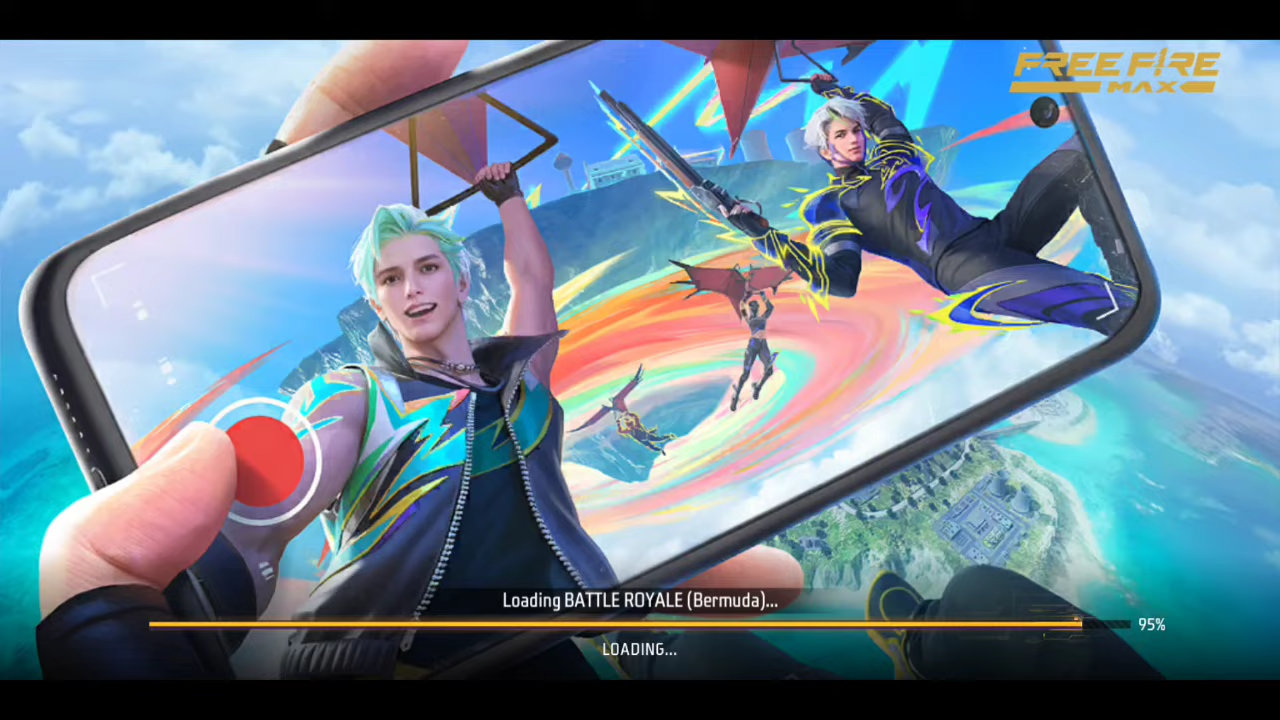 FREE FIRE
MAX
Loading BATTLE ROYALE (Bermuda)...
95%
LOADING...